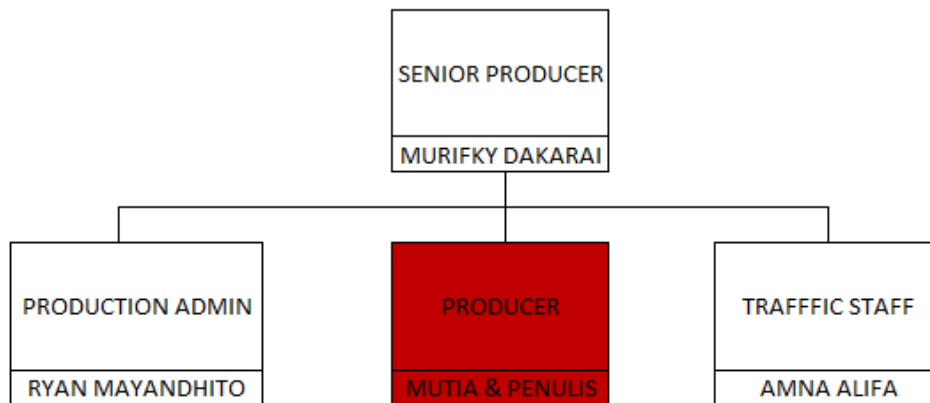 SENIOR PRODUCER
MURIFKY DAKARAI
PRODUCTION ADMIN
RYAN MAYANDHITO
PRODUCER
MUTIA & PENULIS
TRAFFFIC STAFF
AMNA ALIFA